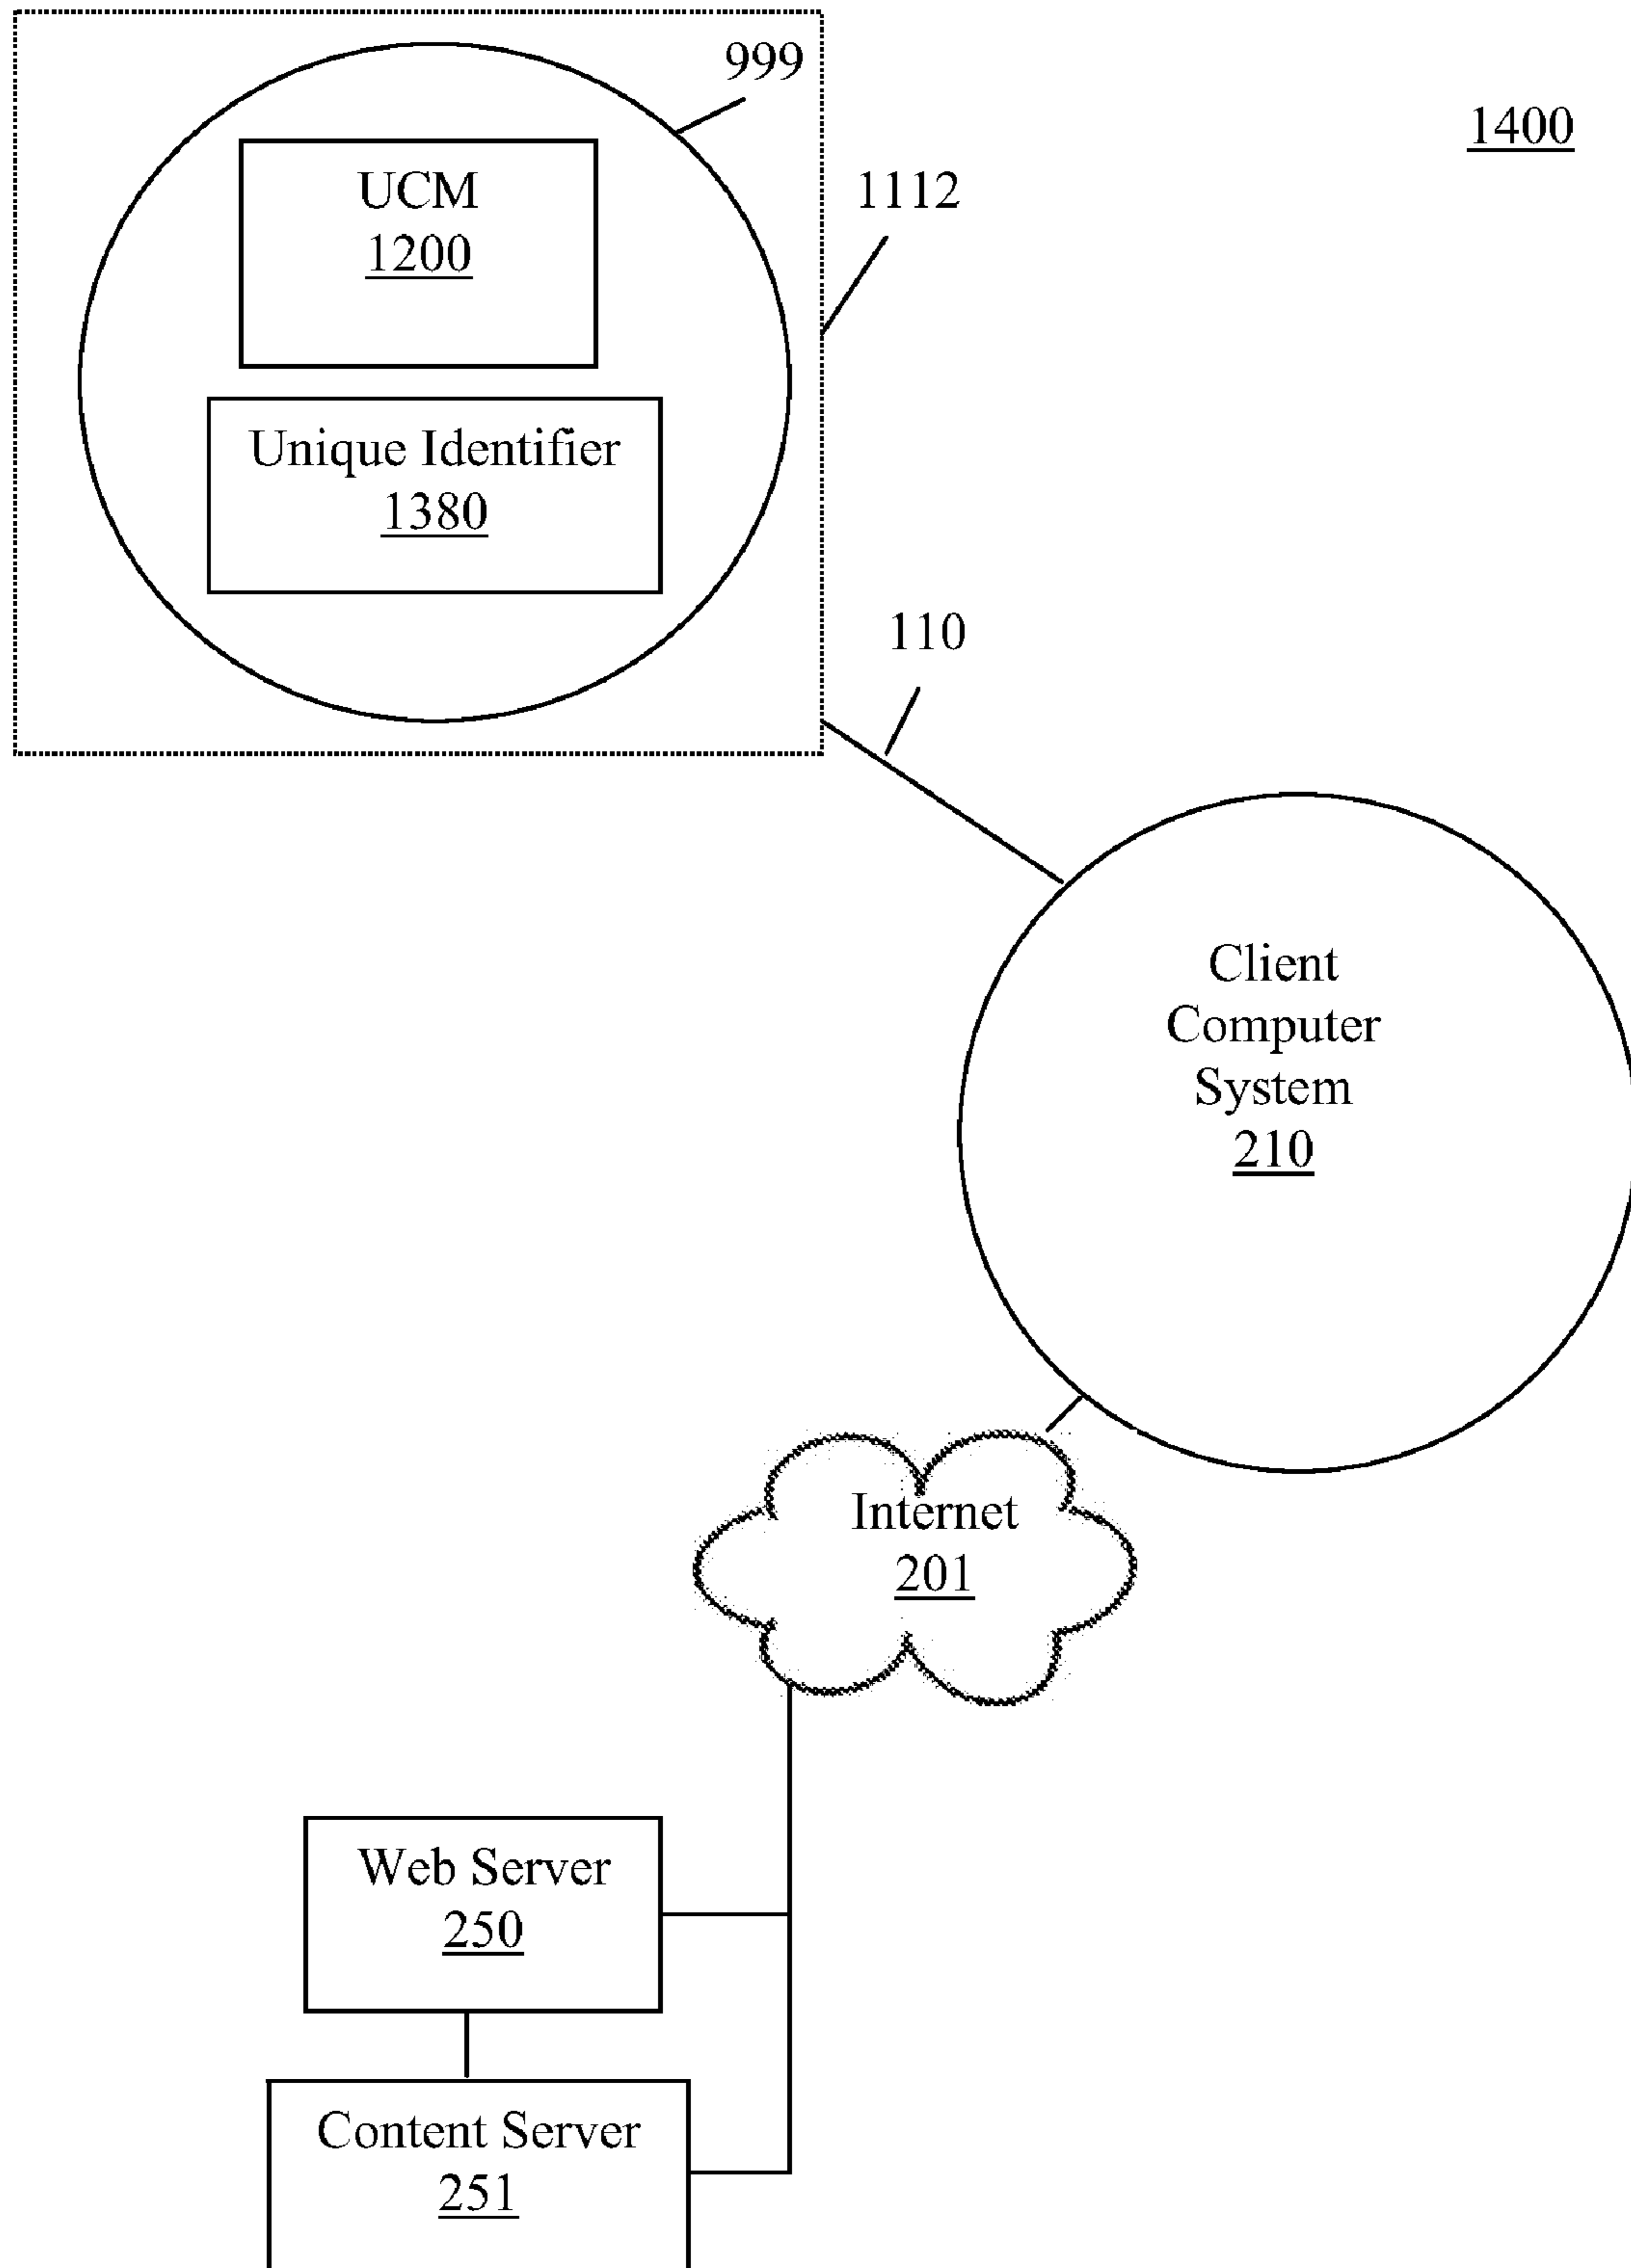 999
1400
UCM
1200
1112
Unique Identifier
1380
110
Client
Computer
System
210
Internet
201
Web Server
250
Content Server
251